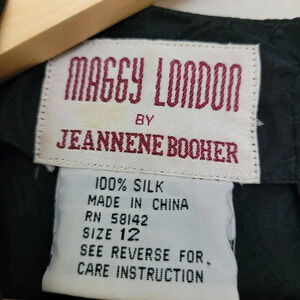 MAGGY LONDON
BY
JEANNENE BOOHER
100% SILK
MADE IN CHINA
RN 58142
SIZE 12
SEE REVERSE FOR
CARE INSTRUCTION